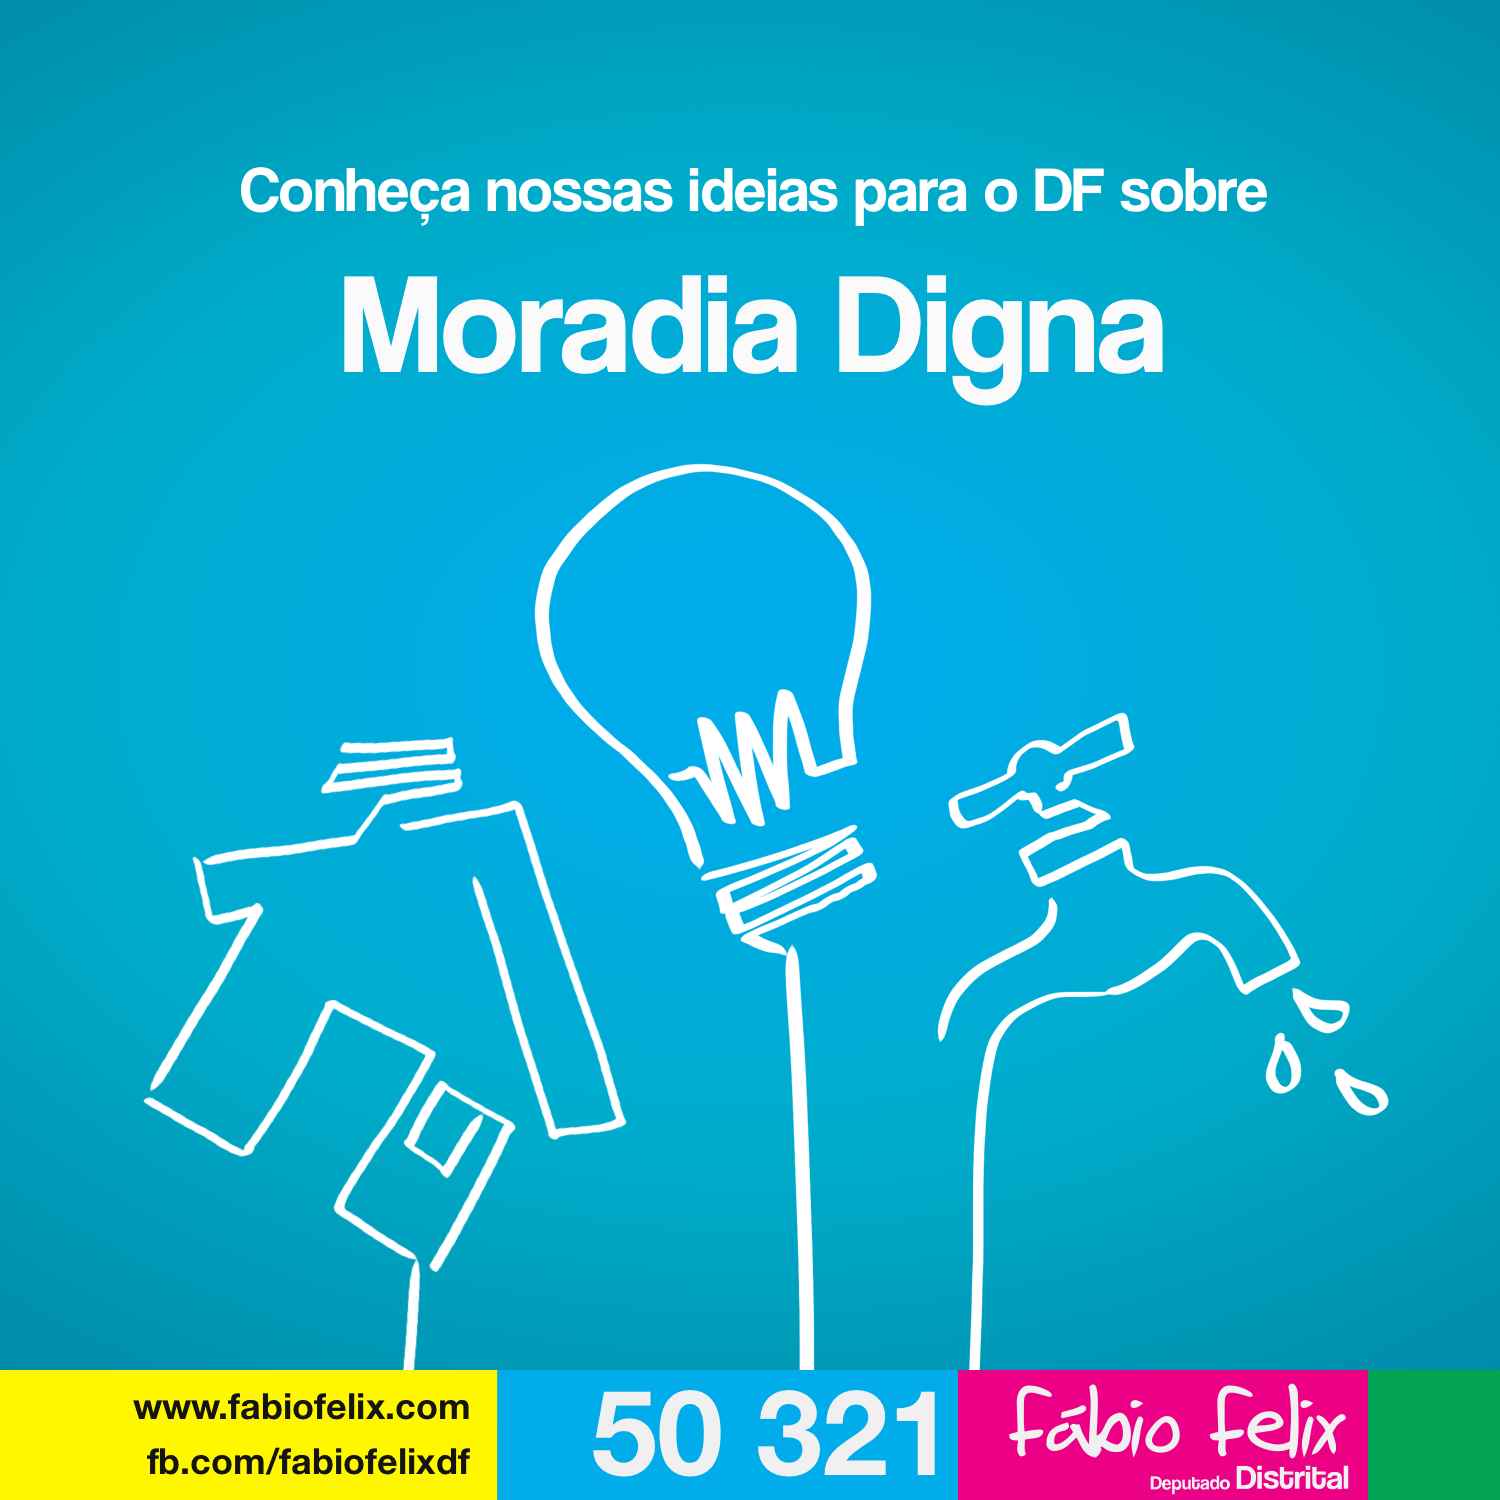 Conheça nossas ideias para o DF sobre
Moradia Digna
www.fabiofelix.com
fb.com/fabiofelixdf
50 321
Fábio Felix
Deputado Distrital